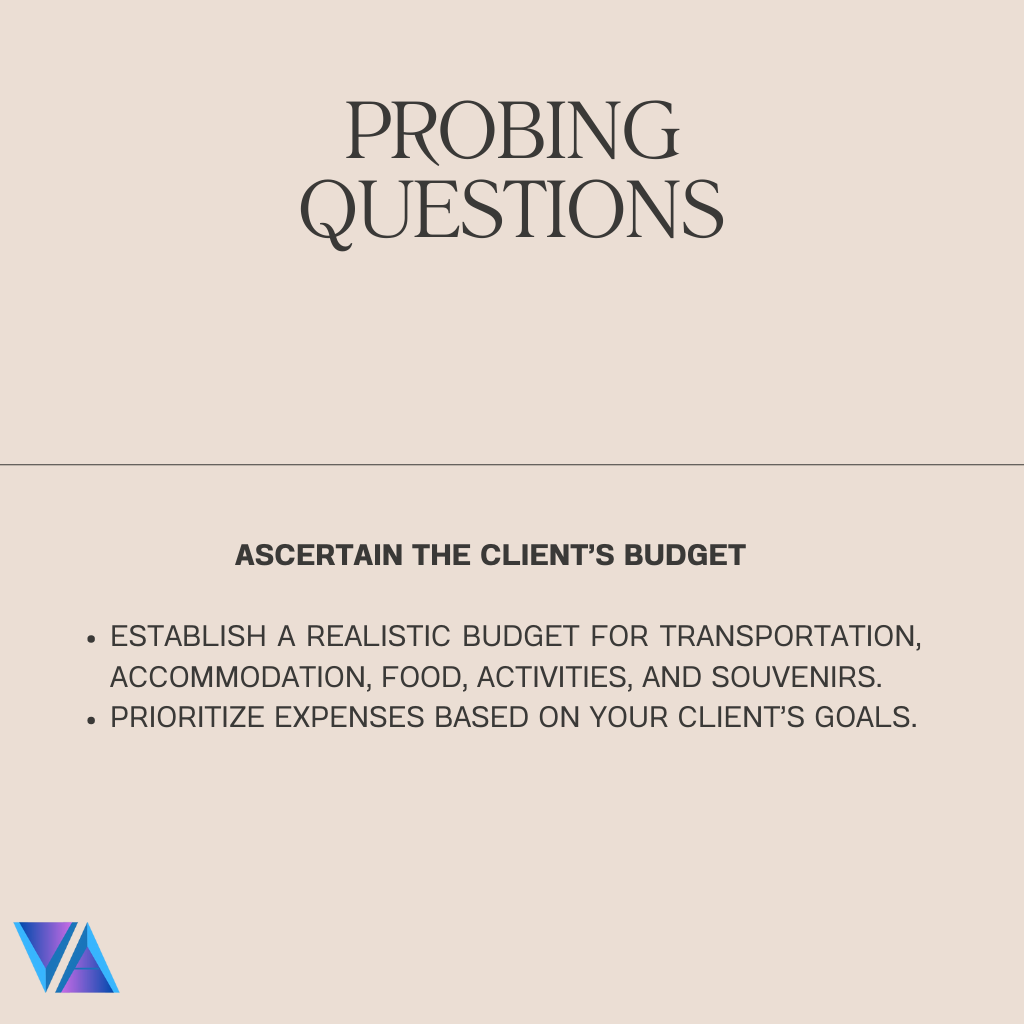 PROBING
QUESTIONS
ASCERTAIN THE CLIENT’S BUDGET
• ESTABLISH A REALISTIC BUDGET FOR TRANSPORTATION,
ACCOMMODATION, FOOD, ACTIVITIES, AND SOUVENIRS.
• PRIORITIZE EXPENSES BASED ON YOUR CLIENT’S GOALS.
VA